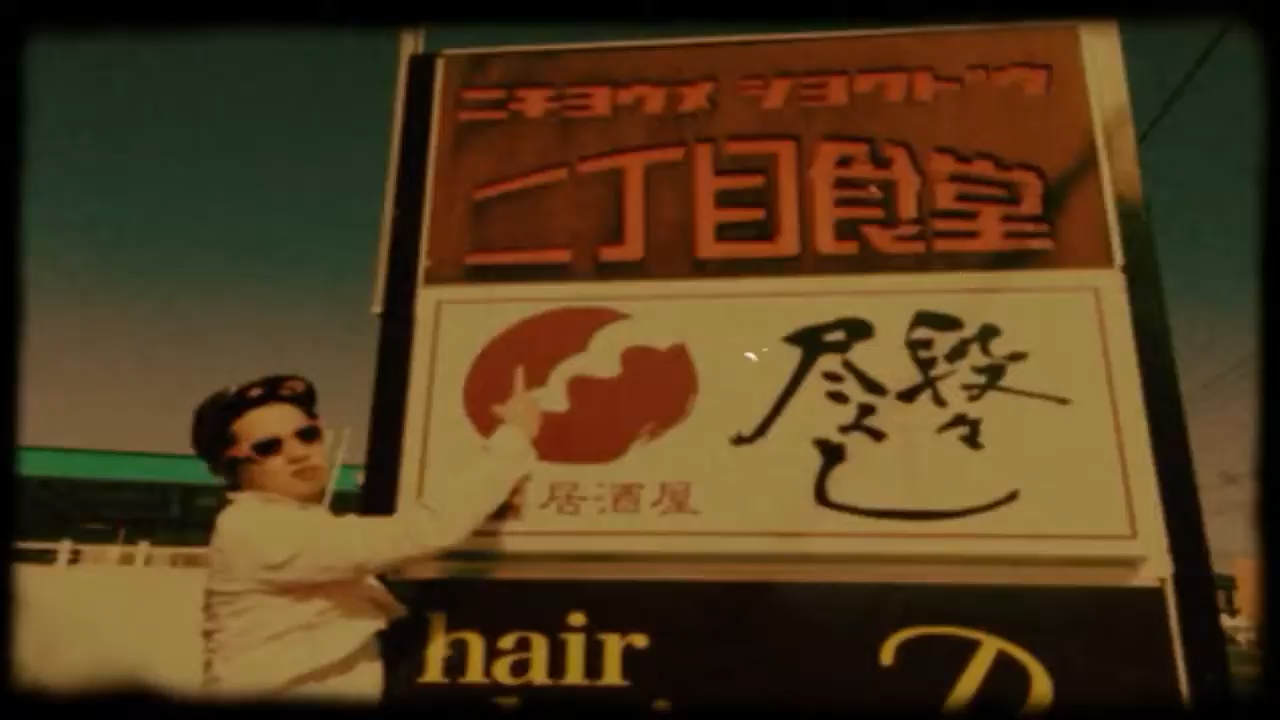 ニチヨウメ シヨクドウ
二丁目食堂
段々
尽くし
居酒屋
hair